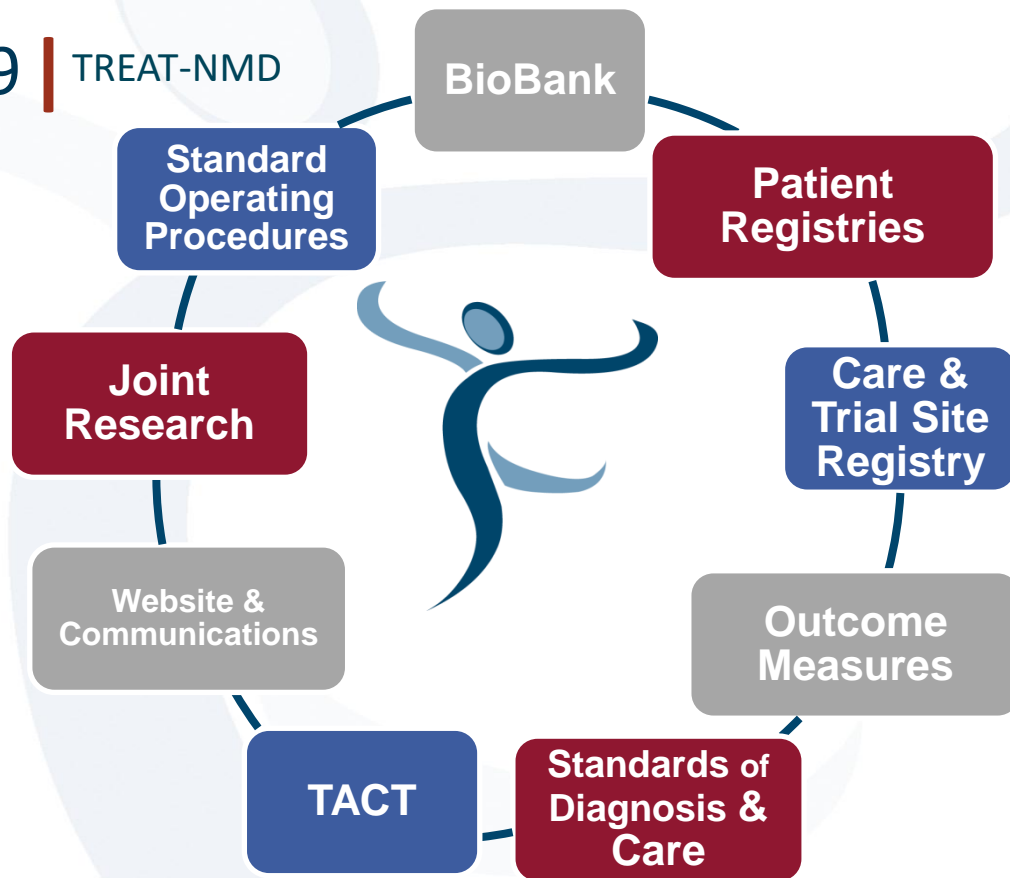 9 | TREAT-NMD
BioBank
Patient
Registries
Care &
Trial Site
Registry
Outcome
Measures
Standards of
Diagnosis &
Care
TACT
Website &
Communications
Joint
Research
Standard
Operating
Procedures